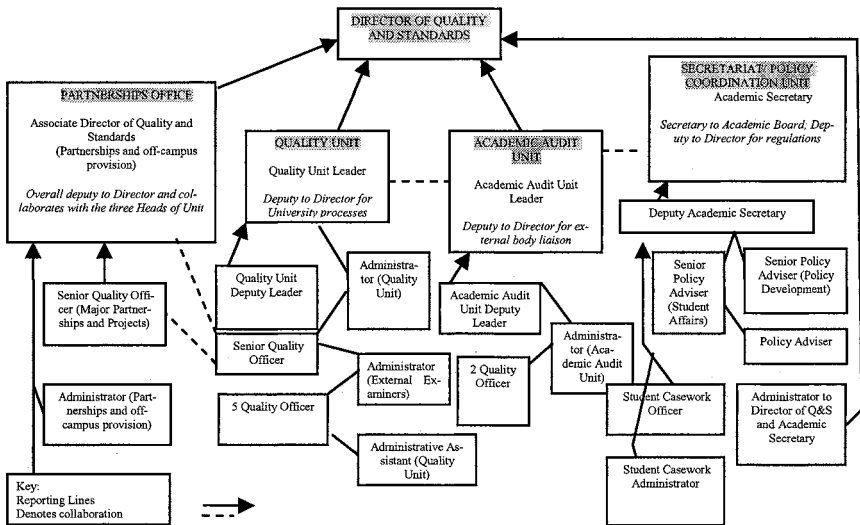 DIRECTOR OF QUALITY
AND STANDARDS
PARTNERSHIPS OFFICE
Associate Director of Quality and
Standards
(Partnerships and off-campus
provision)
Overall deputy to Director and col-
laborates with the three Heads of Unit
QUALITY UNIT
Quality Unit Leader
Deputy to Director for
University processes
ACADEMIC AUDIT
UNIT
Academic Audit Unit
Leader
Deputy to Director for ex-
ternal body liaison
SECRETARIAT/ POLICY
COORDINATION UNIT
Academic Secretary
Secretary to Academic Board; Dep-
uty to Director for regulations
Deputy Academic Secretary
Senior Quality Offi-
cer (Major Partner-
ships and Projects)
Quality Unit
Deputy Leader
Administra-
tor (Quality
Unit)
Academic Audit
Unit Deputy
Leader
Senior
Policy
Adviser
(Student
Affairs)
Senior Policy
Adviser (Policy
Development)
Policy Adviser
Senior Quality
Officer
Administra-
tor (Acade-
mic Audit
Unit)
Administrator (Part-
nerships and off-
campus provision)
Administrator
(External Ex-
aminers)
2 Quality
Officer
5 Quality Officer
Student Casework
Officer
Administrator to
Director of Q&S
and Academic
Secretary
Administrative As-
sistant (Quality
Unit)
Student Casework
Administrator
Key:
Reporting Lines
Denotes collaboration